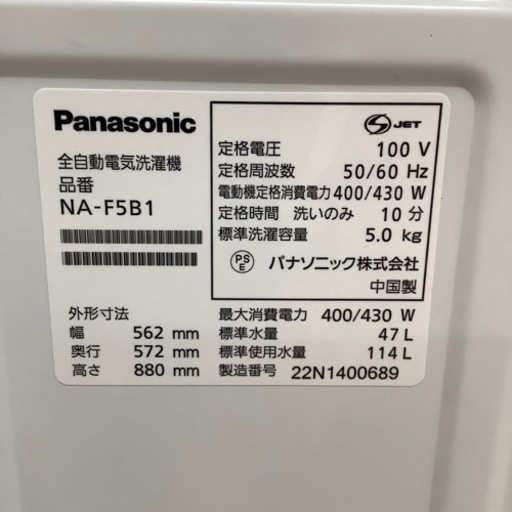 Panasonic
全自動電気洗濯機
品番
NA-F5B1
外形寸法
幅 562 mm
奥行 572 mm
高さ 880 mm
S JET
定格電圧 100 V
定格周波数 50/60 Hz
電動機定格消費電力 400/430 W
定格時間 洗いのみ 10 分
標準洗濯容量 5.0 kg
PSE パナソニック株式会社
中国製
最大消費電力 400/430 W
標準水量 47 L
標準使用水量 114 L
製造番号 22N1400689